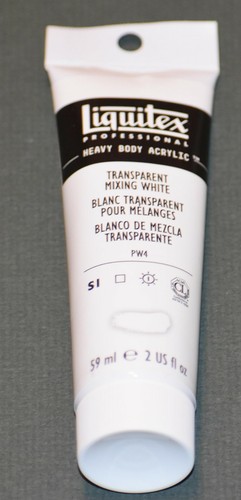 Liquitex
PROFESSIONAL
HEAVY BODY ACRYLIC
TRANSPARENT
MIXING WHITE
BLANC TRANSPARENT
POUR MÉLANGES
BLANCO DE MEZCLA
TRANSPARENTE
PW4
S1 I CL
59 ml e 2 US fl oz